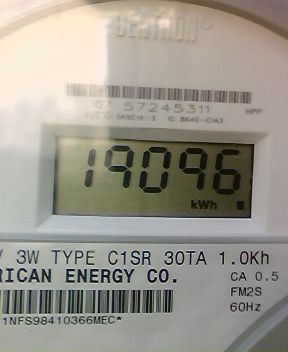 CENTRON
07 57245311
19096
kWh
V 3W TYPE C1SR 30TA 1.0Kh
RICAN ENERGY CO.
CA 0.5
FM2S
60Hz
1NFS98410366MEC*